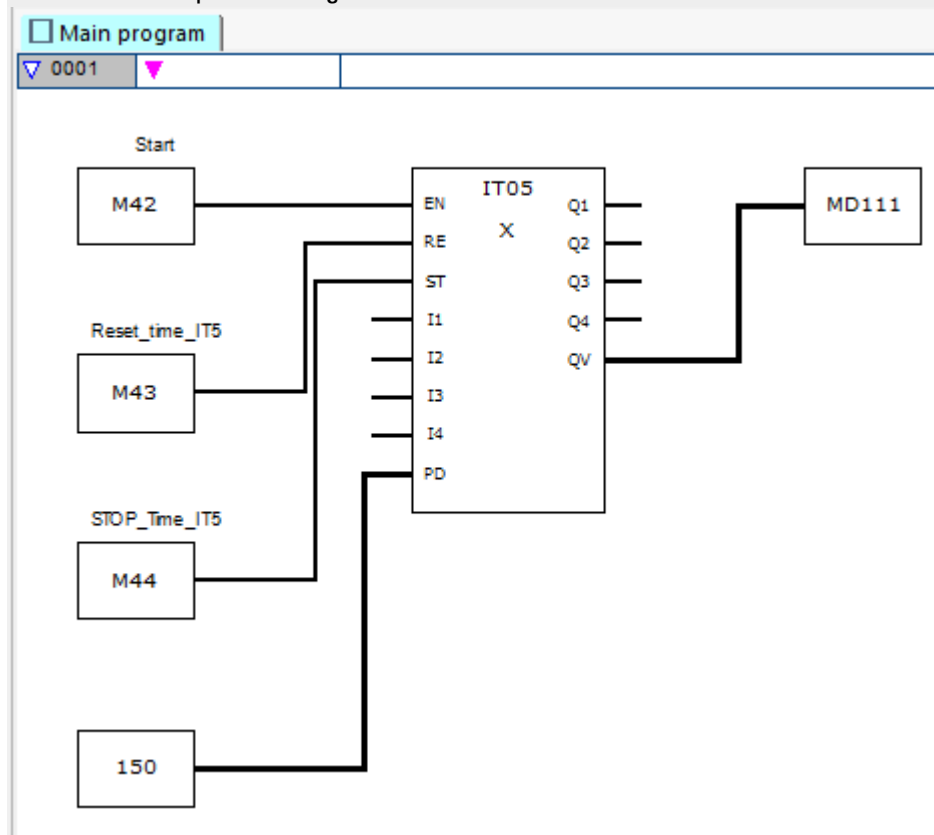 Main program
0001
Start
M42
Reset_time_IT5
M43
STOP_Time_IT5
M44
150
IT05
X
EN
RE
ST
I1
I2
I3
I4
PD
Q1
Q2
Q3
Q4
QV
MD111